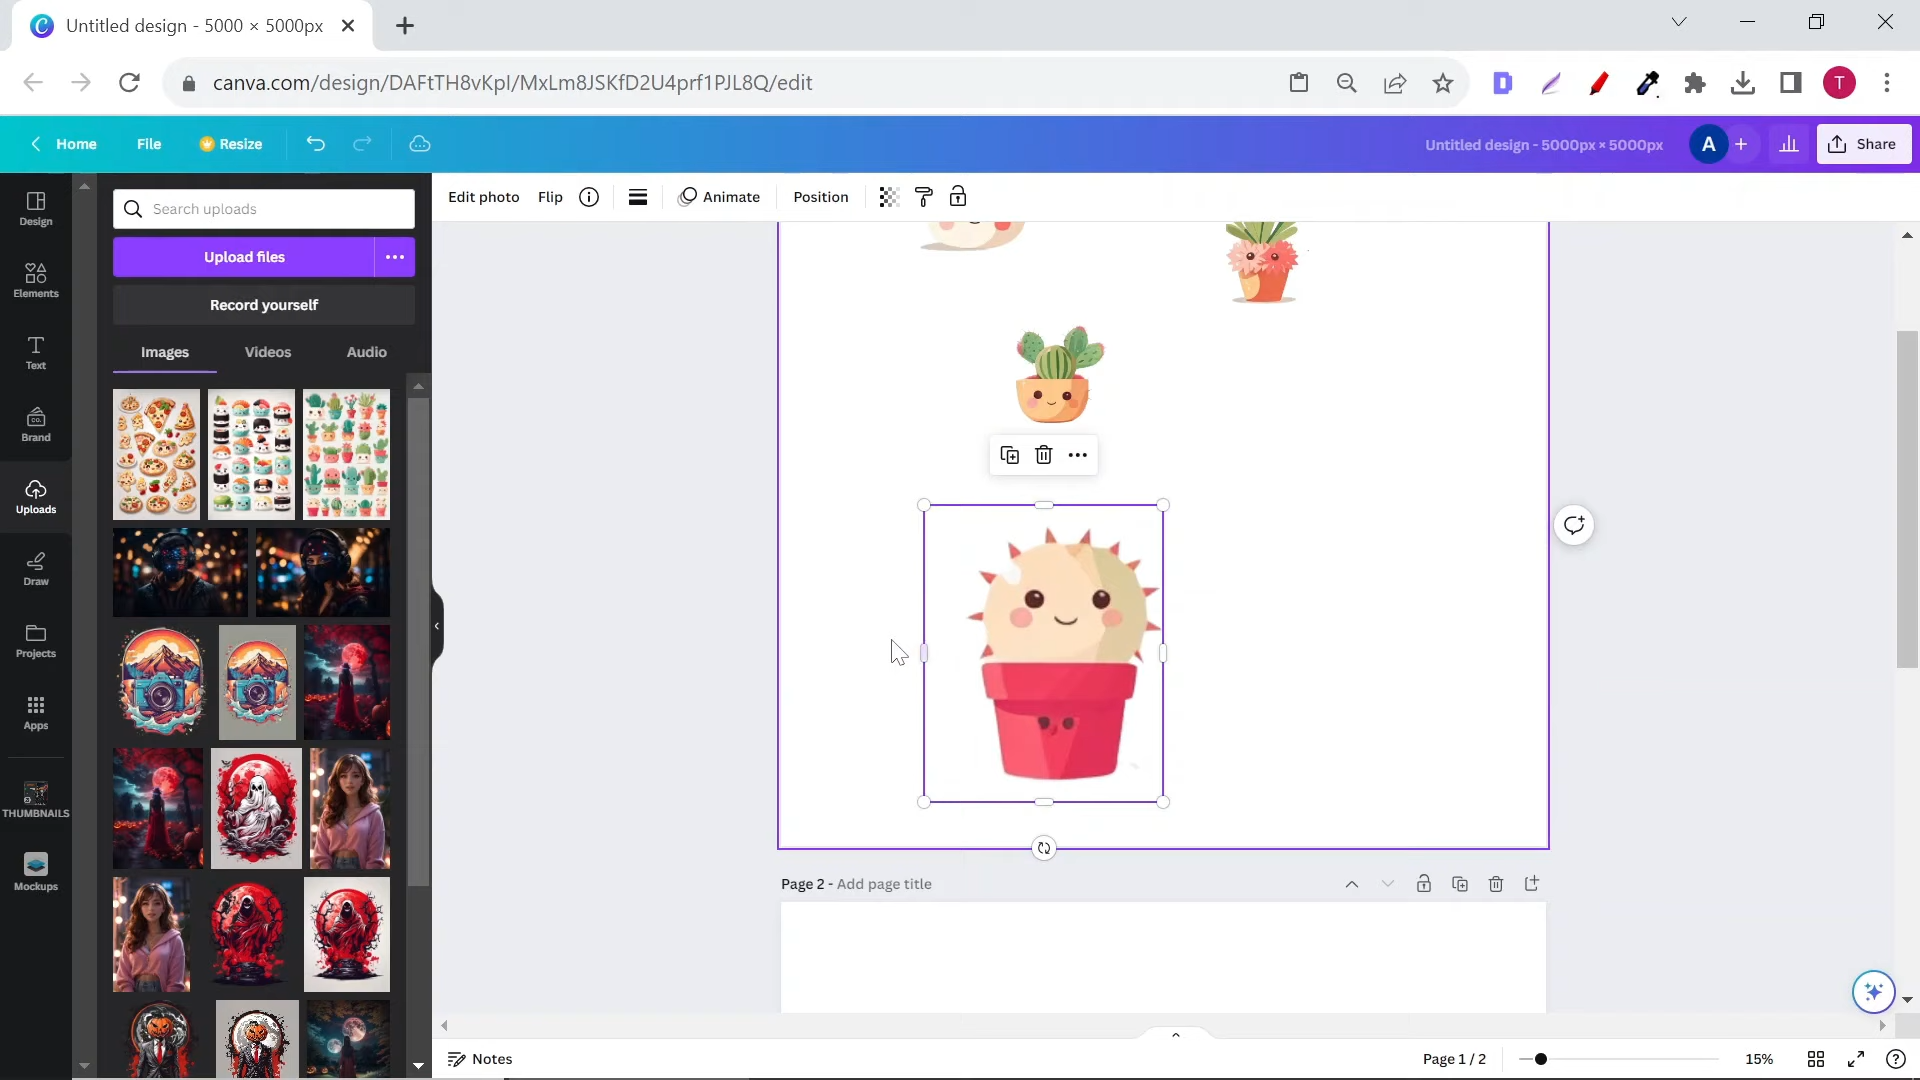 Untitled design - 5000 × 5000px
canva.com/design/DAFtTH8vKpI/MxLm8JSKfD2U4prf1PJL8Q/edit
T
Home
File
Resize
Untitled design - 5000px × 5000px
A
Share
Design
Elements
Text
Brand
CO.
Uploads
Draw
Projects
Apps
THUMBNAILS
Mockups
Search uploads
Upload files
Record yourself
Images
Videos
Audio
Edit photo
Flip
Animate
Position
Page 2 - Add page title
Notes
Page 1 / 2
15%